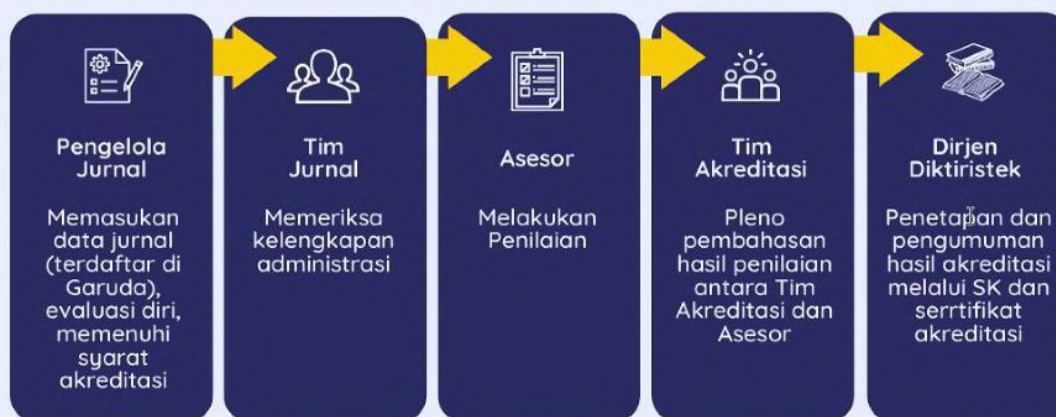 Pengelola
Jurnal
Memasukan
data jurnal
(terdaftar di
Garuda),
evaluasi diri,
memenuhi
syarat
akreditasi
Tim
Jurnal
Memeriksa
kelengkapan
administrasi
Asesor
Melakukan
Penilaian
Tim
Akreditasi
Pleno
pembahasan
hasil penilaian
antara Tim
Akreditasi dan
Asesor
Dirjen
Diktiristek
Penetapan dan
pengumuman
hasil akreditasi
melalui SK dan
serrtifikat
akreditasi